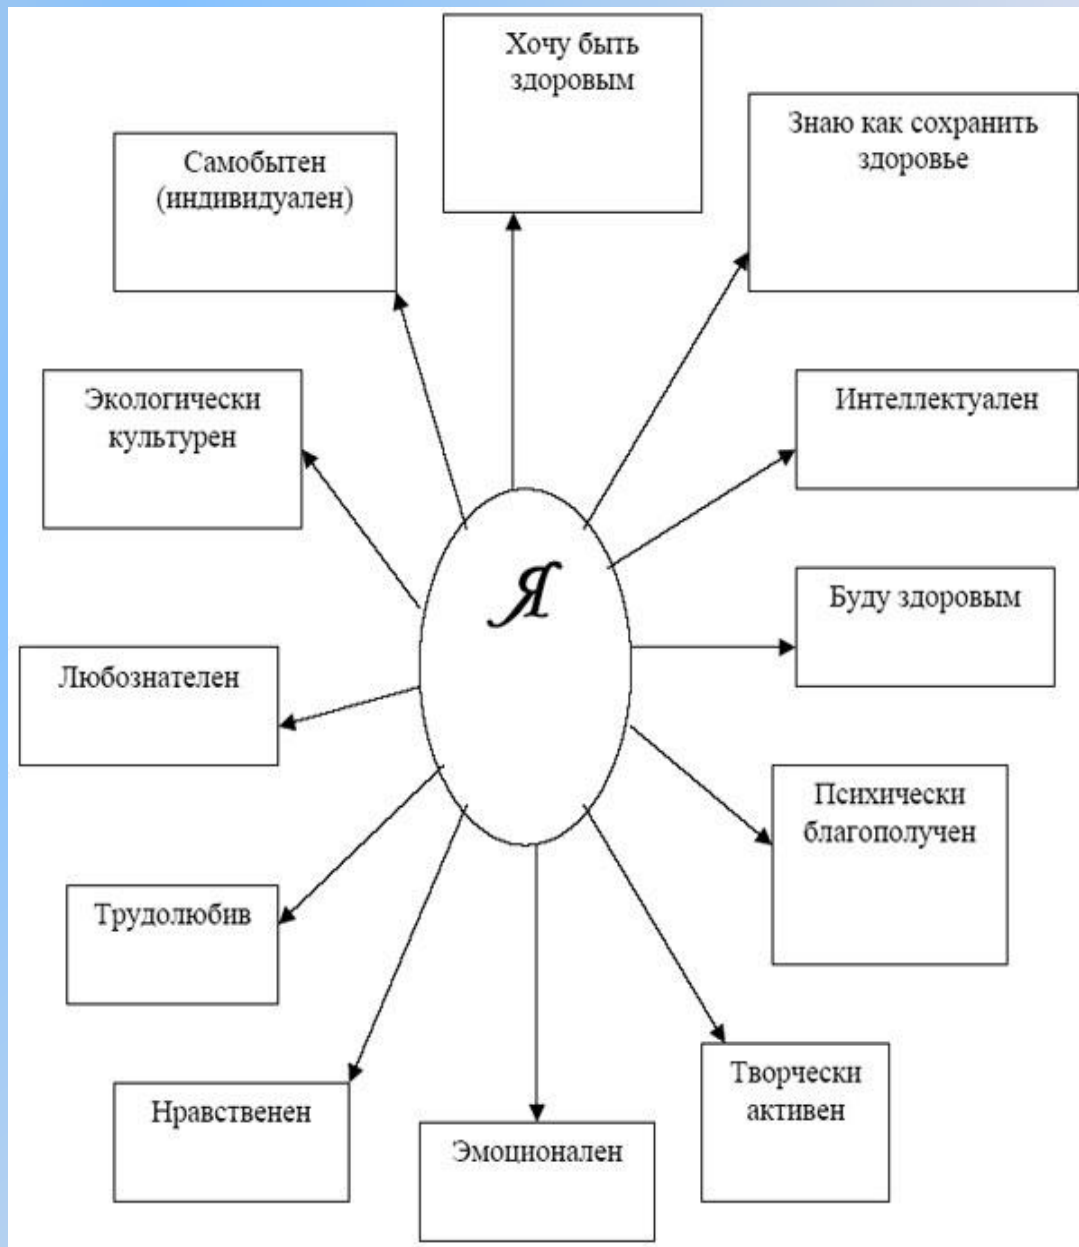 Хочу быть
здоровым
Знаю как сохранить
здоровье
Самобытен
(индивидуален)
Экологически
культурен
Интеллектуален
Я
Буду здоровым
Любознателен
Психически
благополучен
Трудолюбив
Творчески
активен
Нравственен
Эмоционален